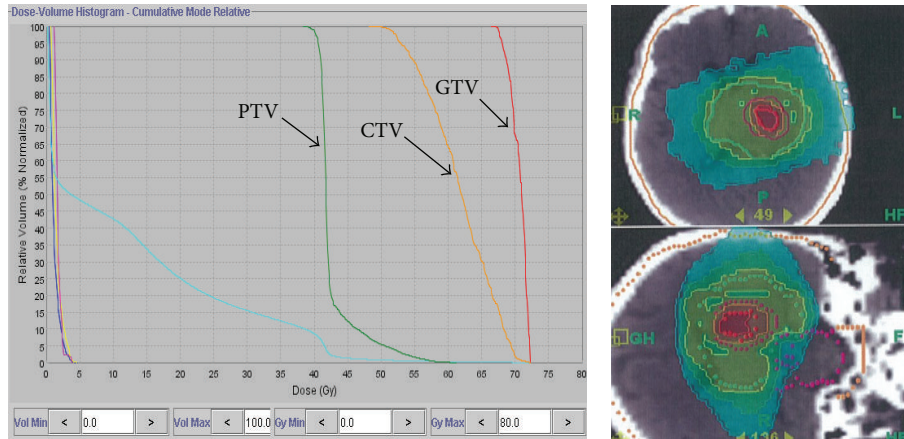 Dose-Volume Histogram - Cumulative Mode Relative
Relative Volume (% Normalized)
100
95
90
85
80
75
70
65
60
55
50
45
40
35
30
25
20
15
10
5
0
PTV
CTV
GTV
0 5 10 15 20 25 30 35 40 45 50 55 60 65 70 75 80
Dose (Gy)
Vol Min < 0.0 > Vol Max < 100.0 Gy Min < 0.0 > Gy Max < 80.0 >
A
R
L
P
49
HF
GH
F
136